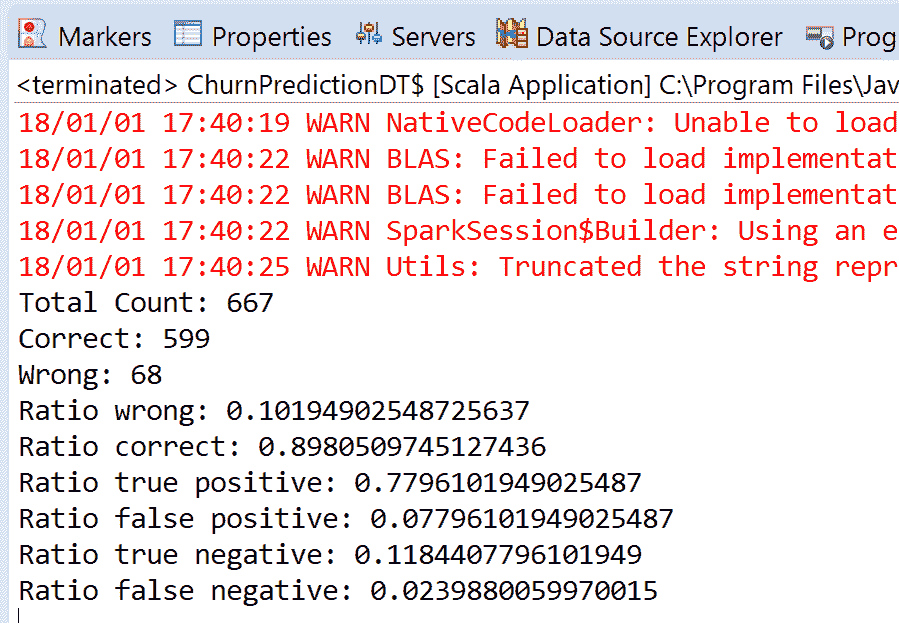 Markers Properties Servers Data Source Explorer Prog
<terminated> ChurnPredictionDT$ [Scala Application] C:\Program Files\Jav
18/01/01 17:40:19 WARN NativeCodeLoader: Unable to load
18/01/01 17:40:22 WARN BLAS: Failed to load implementat
18/01/01 17:40:22 WARN BLAS: Failed to load implementat
18/01/01 17:40:22 WARN SparkSession$Builder: Using an e
18/01/01 17:40:25 WARN Utils: Truncated the string repr
Total Count: 667
Correct: 599
Wrong: 68
Ratio wrong: 0.10194902548725637
Ratio correct: 0.8980509745127436
Ratio true positive: 0.7796101949025487
Ratio false positive: 0.07796101949025487
Ratio true negative: 0.1184407796101949
Ratio false negative: 0.0239880059970015